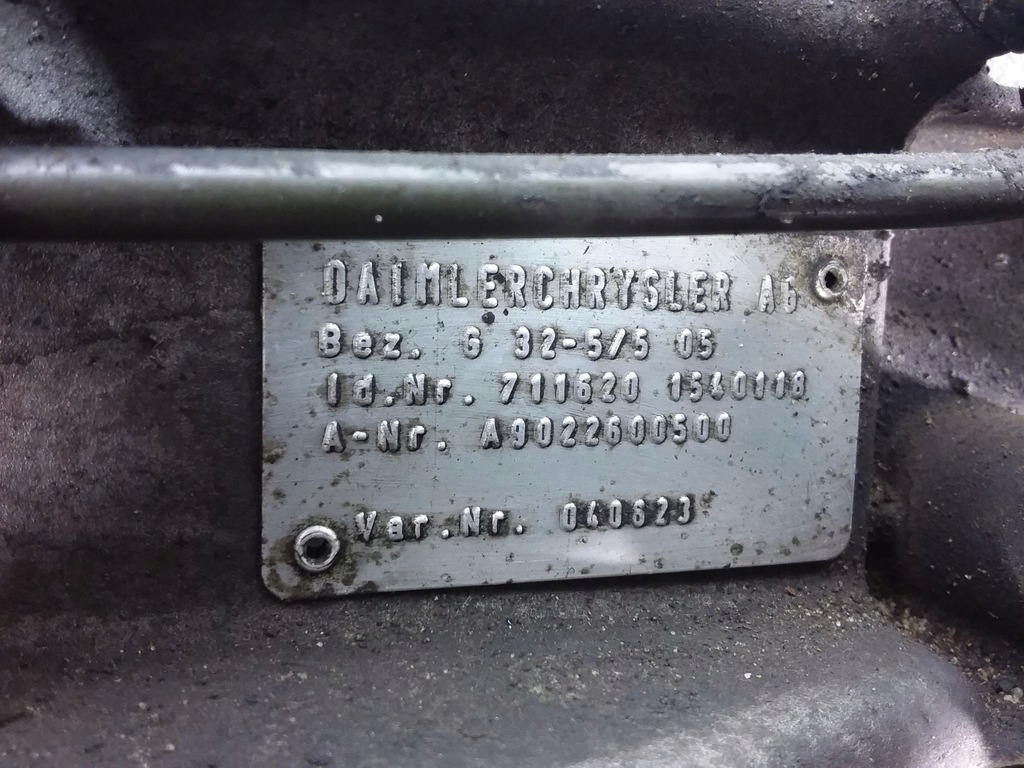 DAIMLERCHRYSLER AG
Bez. G 32-5/5 05
Id.Nr. 711620 1540118
A-Nr. A9022600500
Var.Nr. 040623